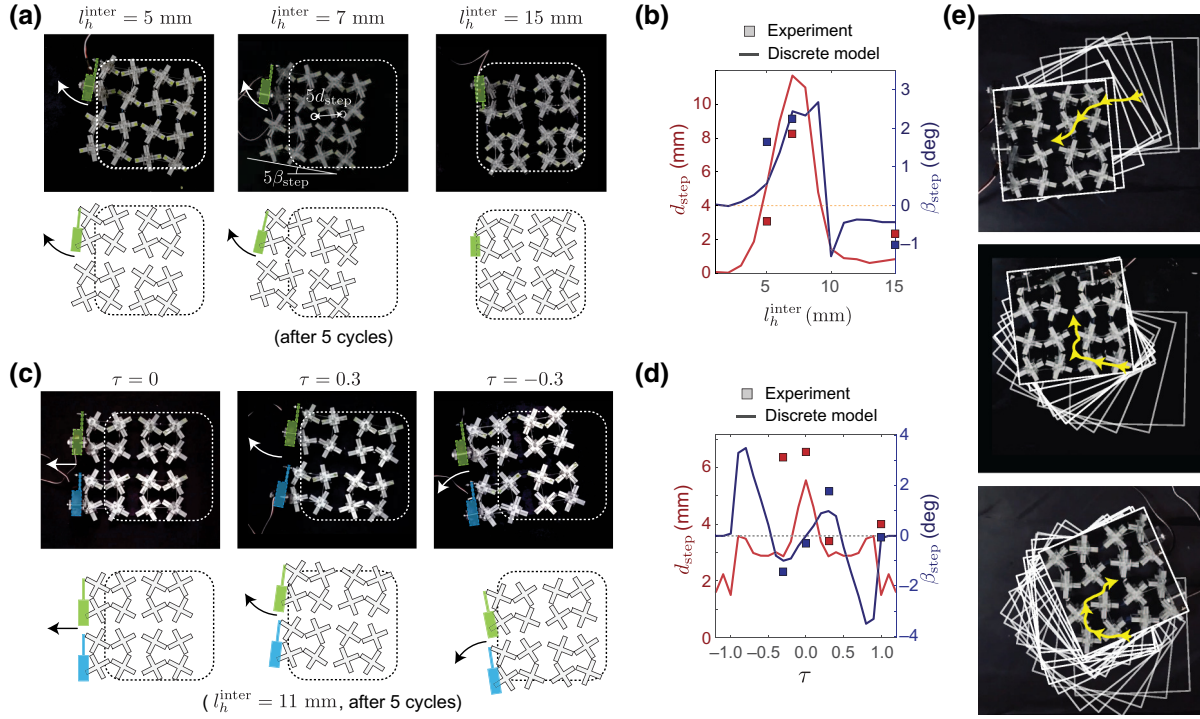 (a)
l_h^inter = 5 mm
l_h^inter = 7 mm
l_h^inter = 15 mm
5d_step
5β_step
(after 5 cycles)
(b)
Experiment
Discrete model
10
8
6
4
2
0
d_step (mm)
3
2
1
0
−1
β_step (deg)
5
10
15
l_h^inter (mm)
(c)
τ = 0
τ = 0.3
τ = −0.3
( l_h^inter = 11 mm, after 5 cycles)
(d)
Experiment
Discrete model
6
4
2
0
d_step (mm)
4
2
0
−2
−4
β_step (deg)
−1.0
−0.5
0.0
0.5
1.0
τ
(e)